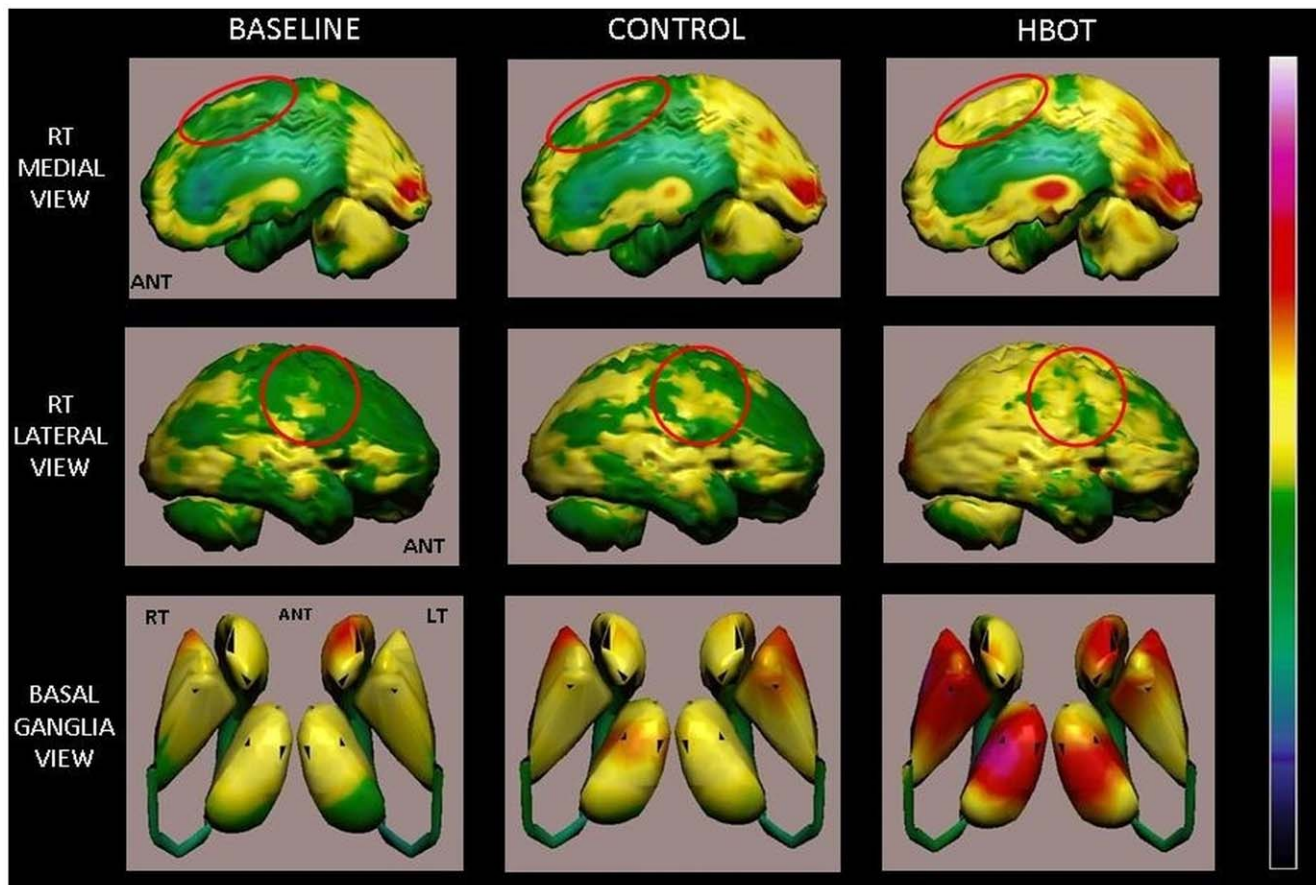 BASELINE
CONTROL
HBOT
RT
MEDIAL
VIEW
ANT
RT
LATERAL
VIEW
ANT
RT
ANT
LT
BASAL
GANGLIA
VIEW